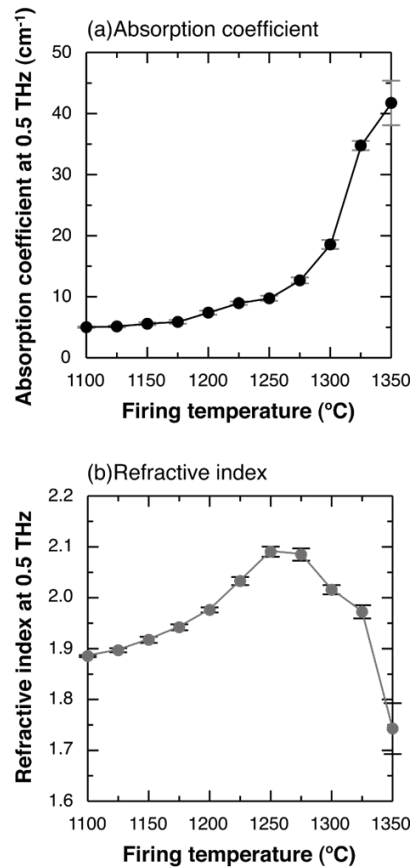 (a)Absorption coefficient
Absorption coefficient at 0.5 THz (cm⁻¹)
50
40
30
20
10
0
1100 1150 1200 1250 1300 1350
Firing temperature (ºC)
(b)Refractive index
Refractive index at 0.5 THz
2.2
2.1
2.0
1.9
1.8
1.7
1.6
1100 1150 1200 1250 1300 1350
Firing temperature (ºC)